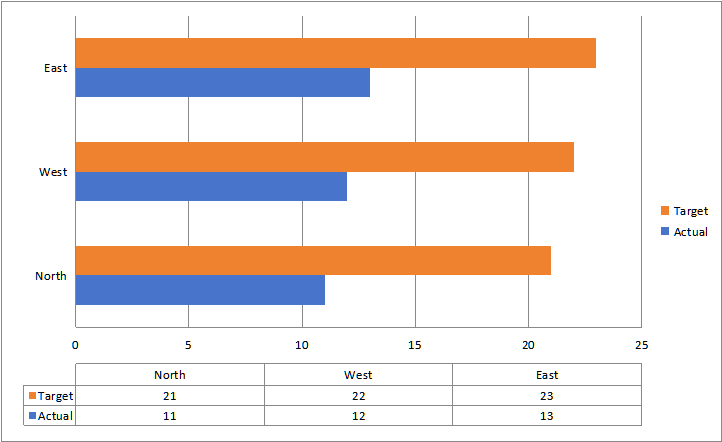 East
West
North
Target
Actual
0 5 10 15 20 25
North West East
Target 21 22 23
Actual 11 12 13